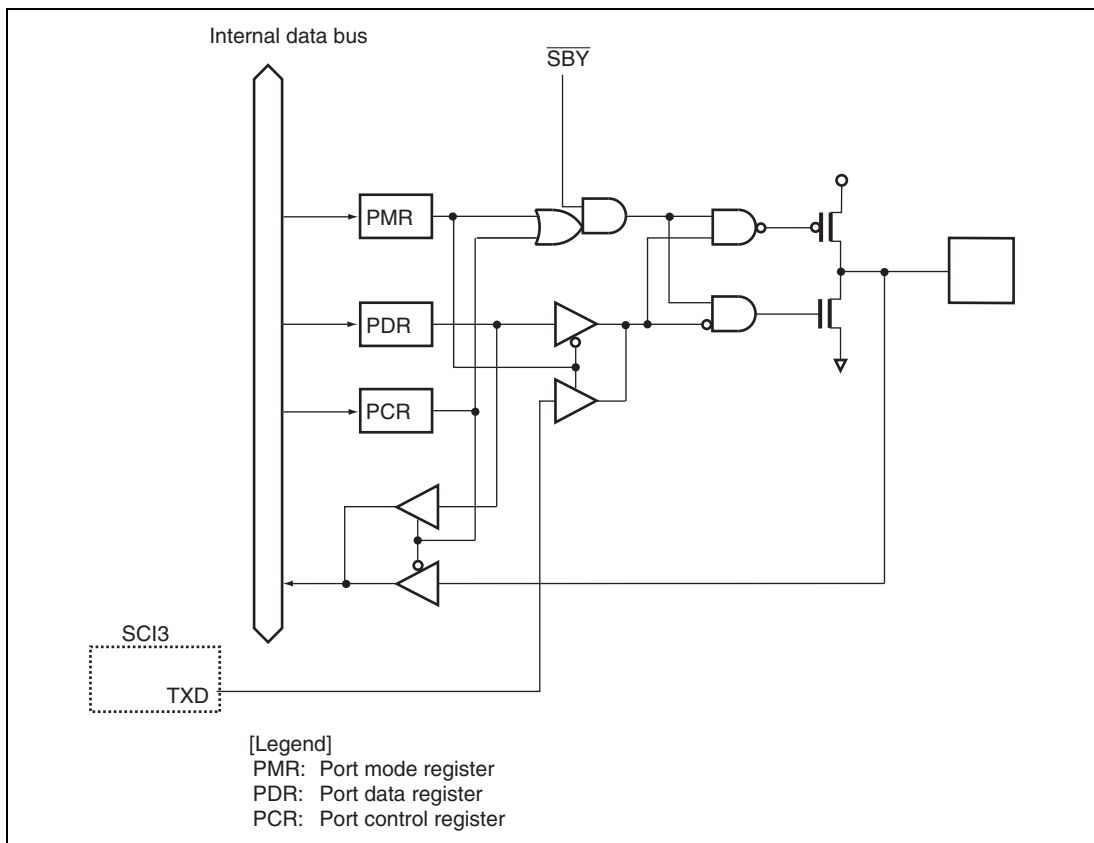 Internal data bus
SBY
PMR
PDR
PCR
SCI3
TXD
[Legend]
PMR: Port mode register
PDR: Port data register
PCR: Port control register